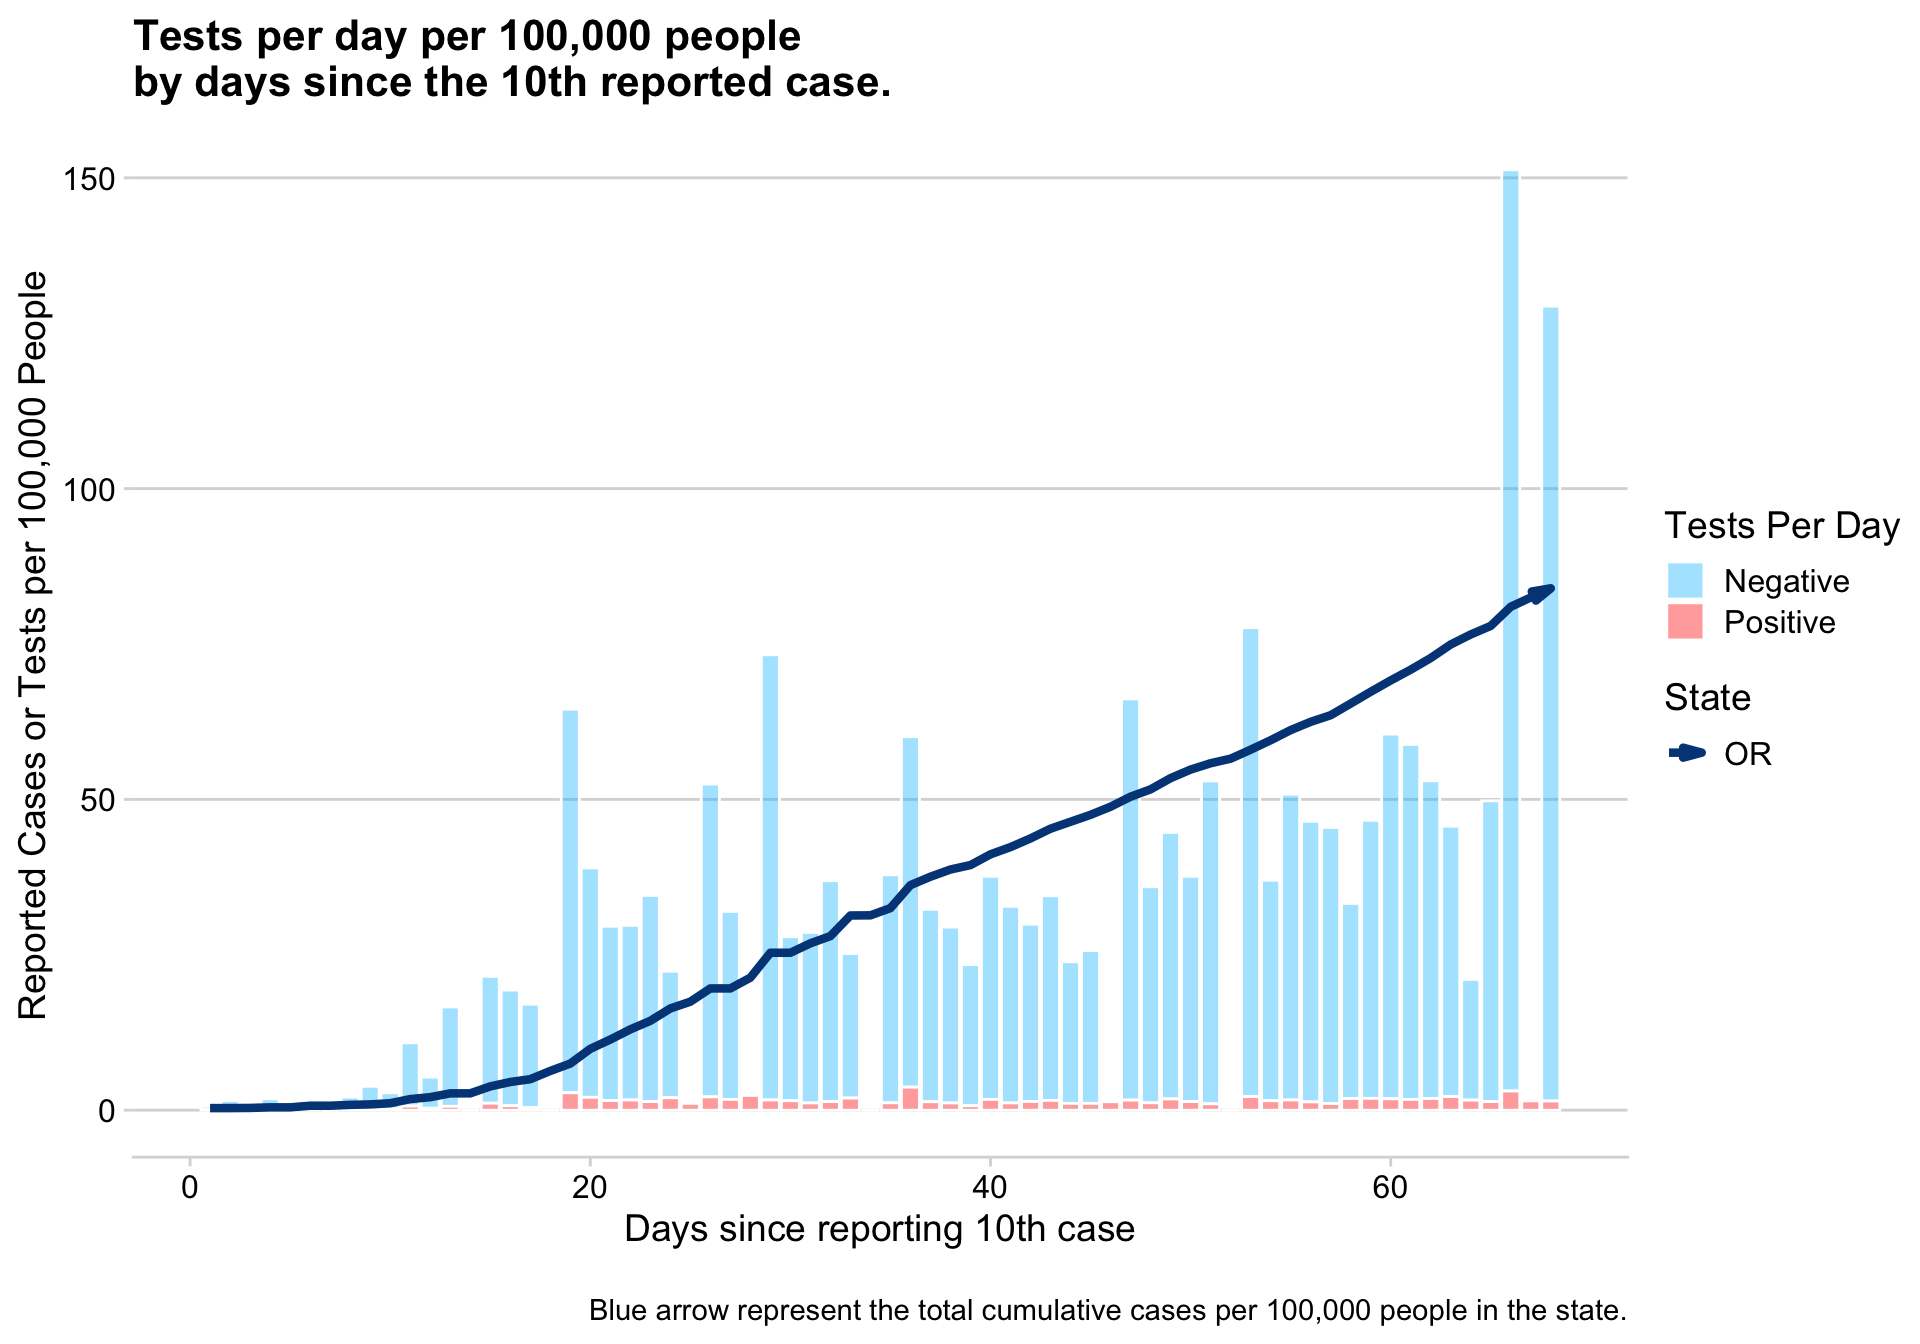 Tests per day per 100,000 people
by days since the 10th reported case.
Reported Cases or Tests per 100,000 People
150
100
50
0
0
20
40
60
Days since reporting 10th case
Tests Per Day
Negative
Positive
State
OR
Blue arrow represent the total cumulative cases per 100,000 people in the state.